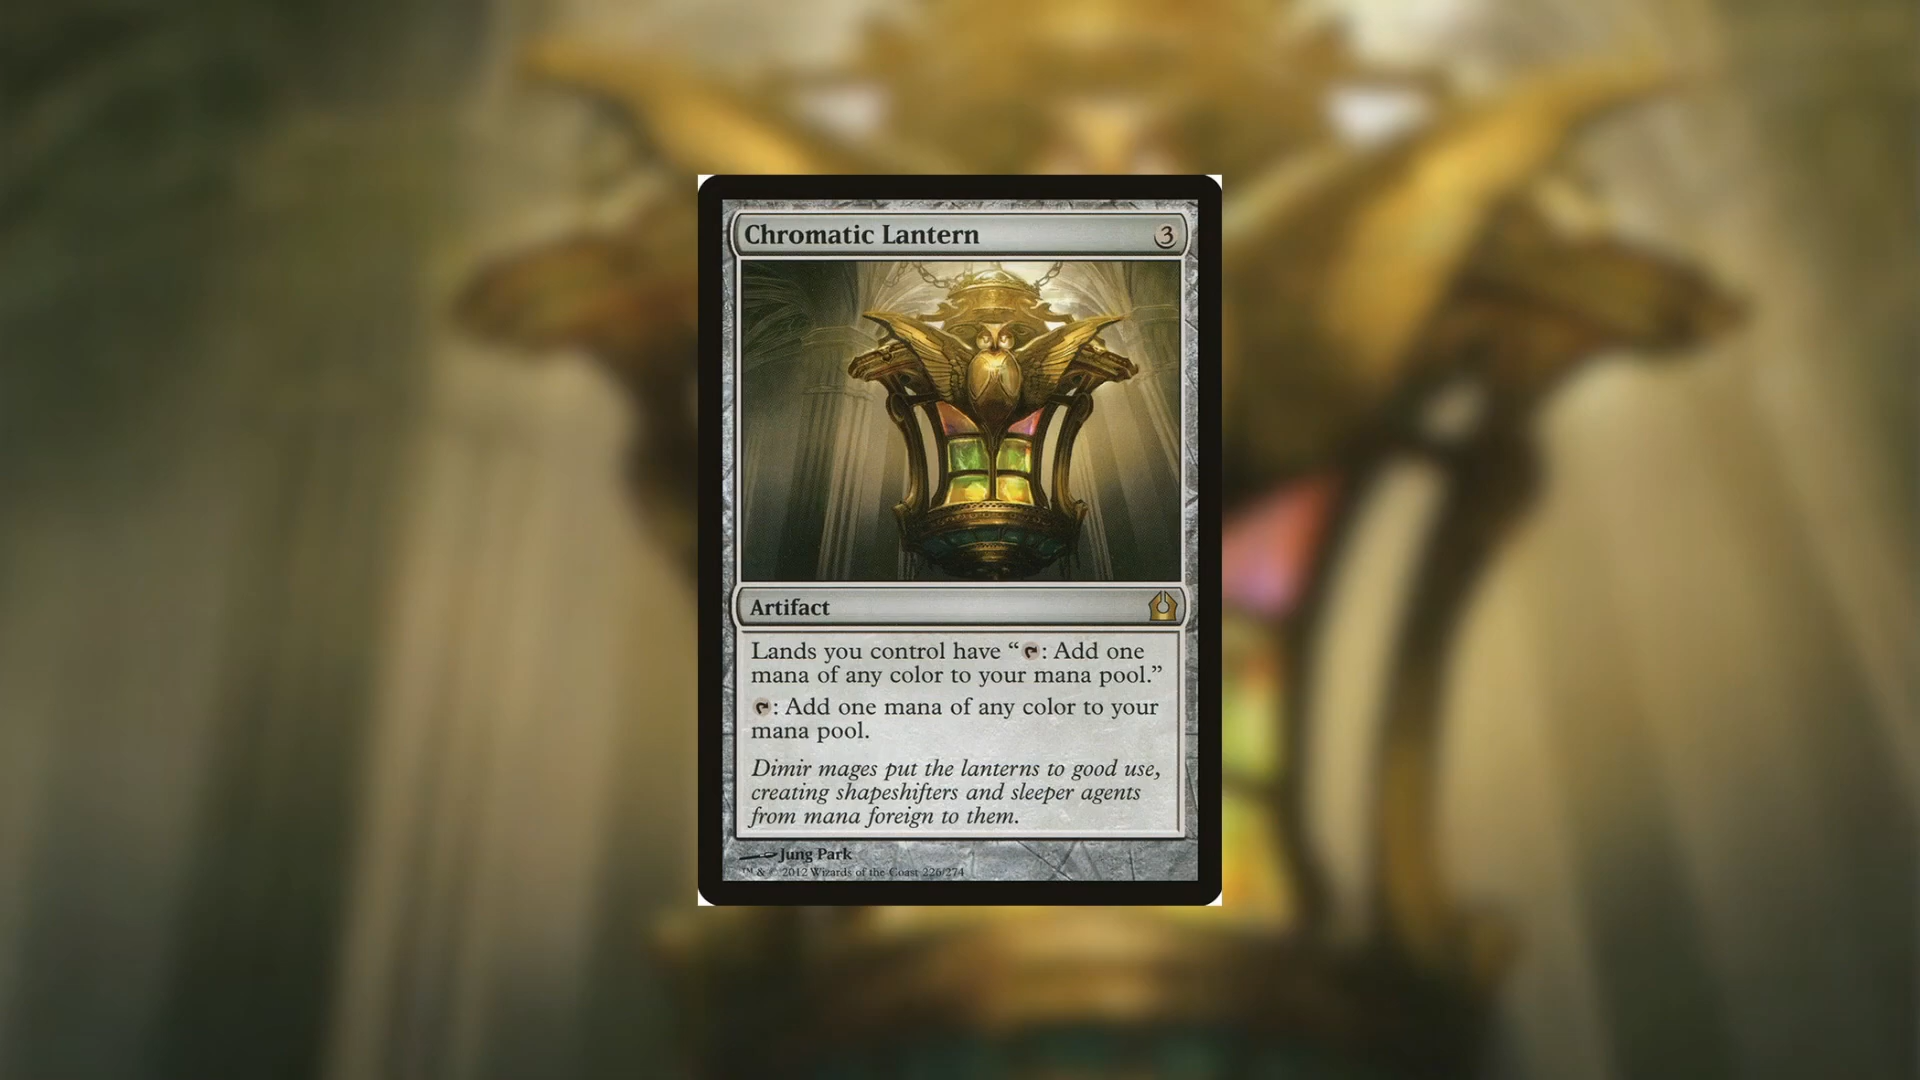 Chromatic Lantern 3
Artifact
Lands you control have “: Add one
mana of any color to your mana pool.”
: Add one mana of any color to your
mana pool.
Dimir mages put the lanterns to good use,
creating shapeshifters and sleeper agents
from mana foreign to them.
Jung Park
™ & © 2012 Wizards of the Coast 226/274